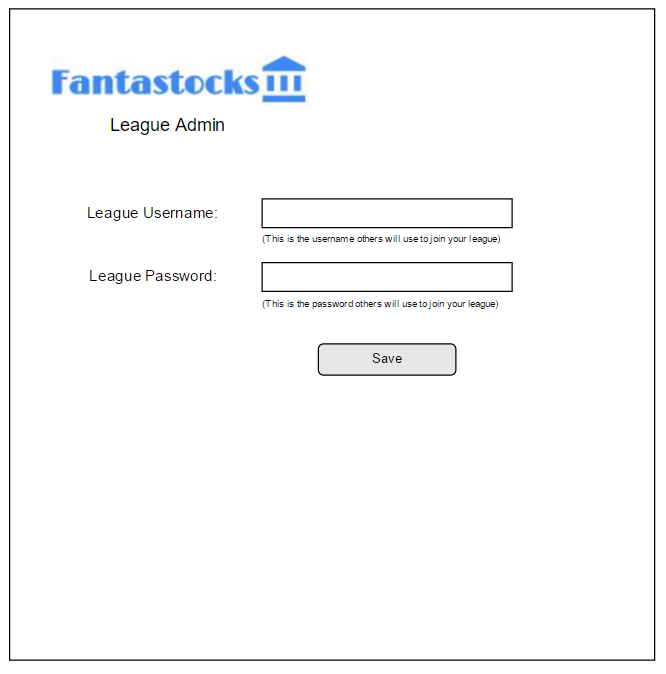 Fantastocks
League Admin
League Username:
(This is the username others will use to join your league)
League Password:
(This is the password others will use to join your league)
Save